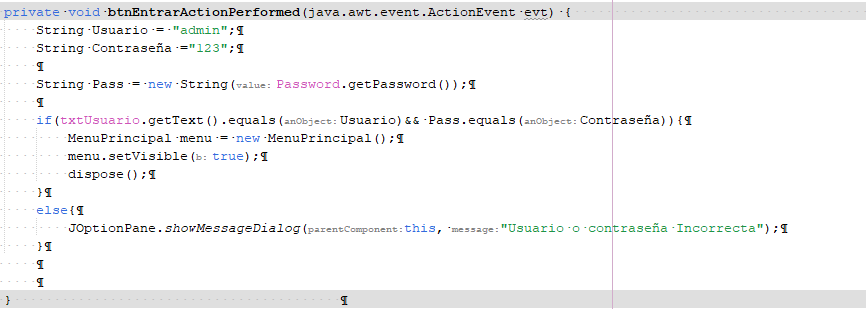 private void btnEntrarActionPerformed(java.awt.event.ActionEvent evt) {
String Usuario = "admin";¶
String Contraseña ="123";¶
¶
String Pass = new String(value: Password.getPassword());¶
¶
if(txtUsuario.getText().equals(anObject: Usuario)&& Pass.equals(anObject: Contraseña)){¶
MenuPrincipal menu = new MenuPrincipal();¶
menu.setVisible(b: true);¶
dispose();¶
}¶
else{¶
JOptionPane.showMessageDialog(parentComponent: this, message: "Usuario o contraseña Incorrecta");¶
}¶
¶
¶
} ¶